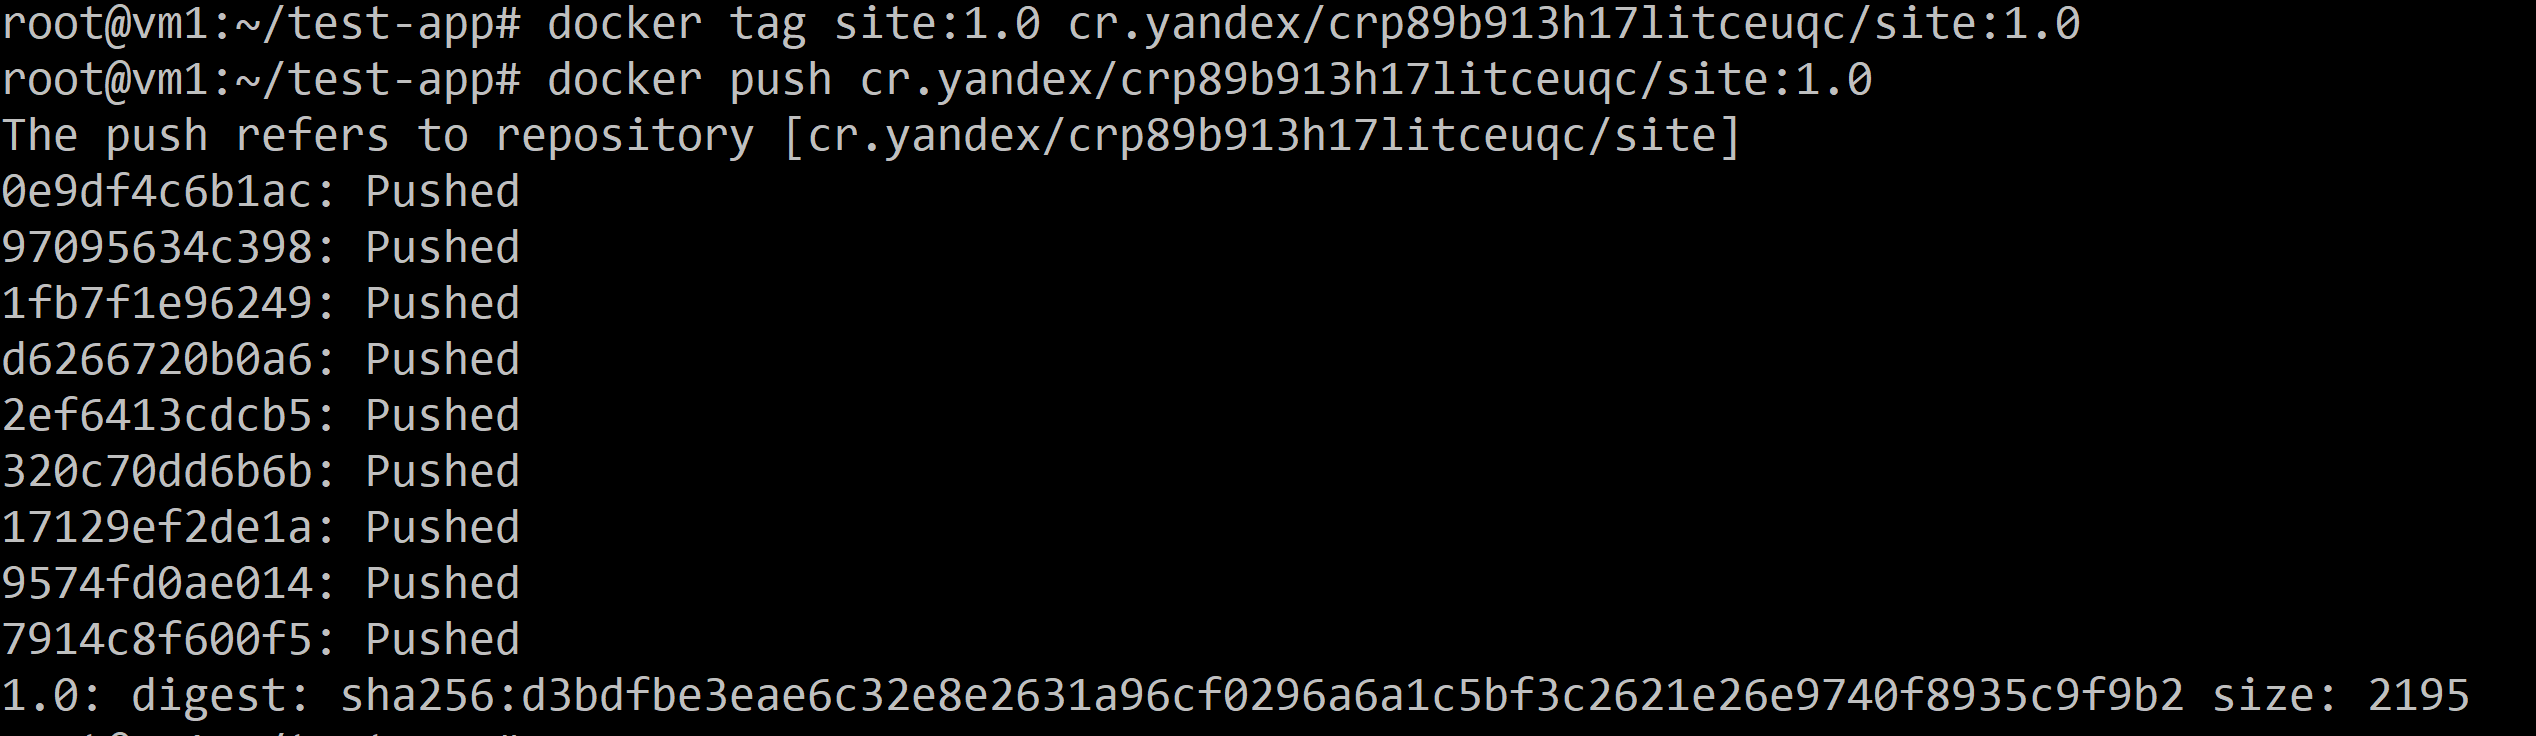 root@vm1:~/test-app# docker tag site:1.0 cr.yandex/crp89b913h17litceuqc/site:1.0
root@vm1:~/test-app# docker push cr.yandex/crp89b913h17litceuqc/site:1.0
The push refers to repository [cr.yandex/crp89b913h17litceuqc/site]
0e9df4c6b1ac: Pushed
97095634c398: Pushed
1fb7f1e96249: Pushed
d6266720b0a6: Pushed
2ef6413cdcb5: Pushed
320c70dd6b6b: Pushed
17129ef2de1a: Pushed
9574fd0ae014: Pushed
7914c8f600f5: Pushed
1.0: digest: sha256:d3bdfbe3eae6c32e8e2631a96cf0296a6a1c5bf3c2621e26e9740f8935c9f9b2 size: 2195